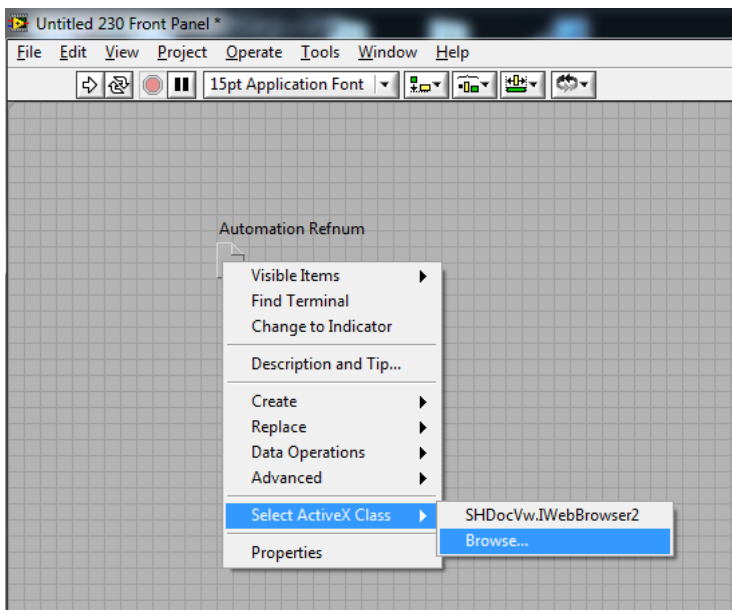 Untitled 230 Front Panel *
File Edit View Project Operate Tools Window Help
15pt Application Font
Automation Refnum
Visible Items
Find Terminal
Change to Indicator
Description and Tip...
Create
Replace
Data Operations
Advanced
Select ActiveX Class
SHDocVw.IWebBrowser2
Browse...
Properties